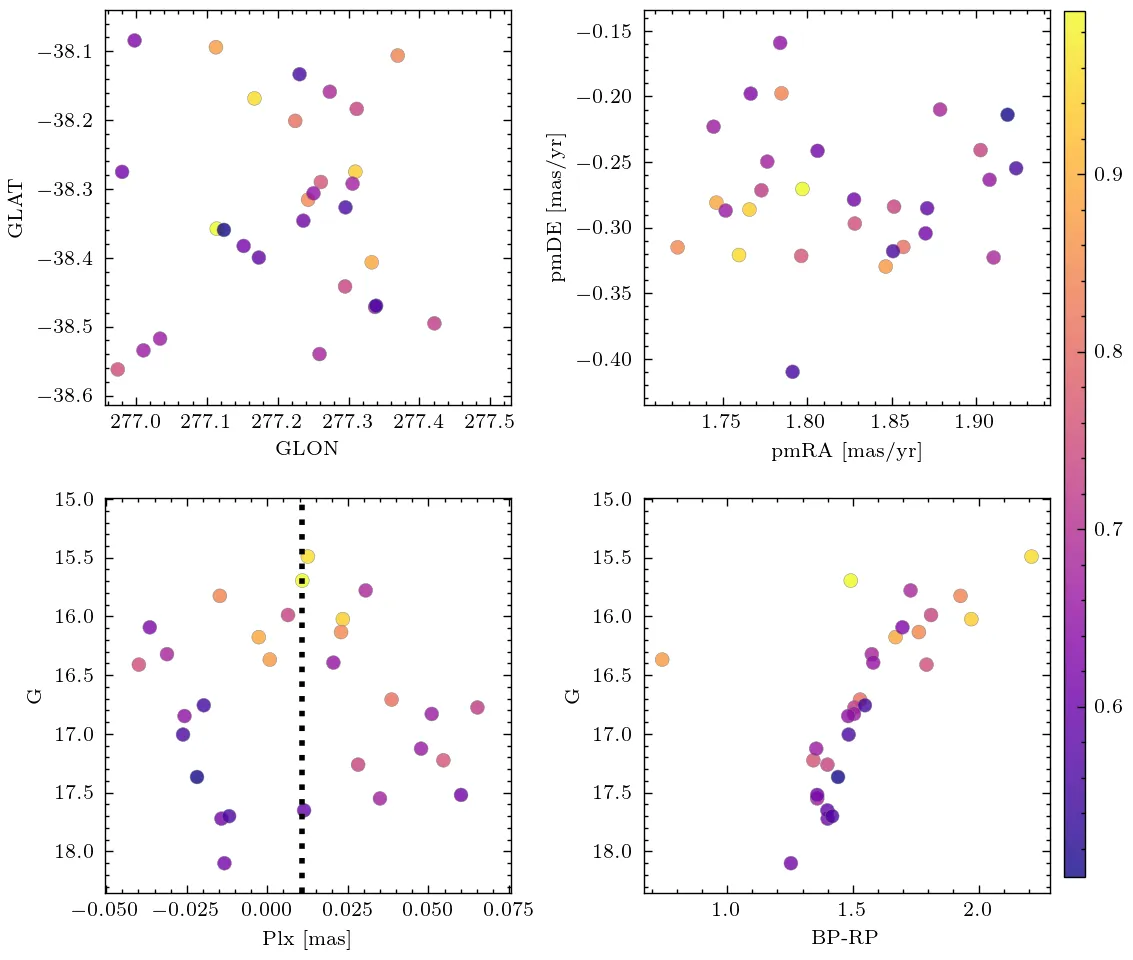 −38.1
−38.2
−38.3
−38.4
−38.5
−38.6
GLAT
277.0 277.1 277.2 277.3 277.4 277.5
GLON
−0.15
−0.20
−0.25
−0.30
−0.35
−0.40
pmDE [mas/yr]
1.75 1.80 1.85 1.90
pmRA [mas/yr]
0.9
0.8
0.7
0.6
15.0
15.5
16.0
16.5
17.0
17.5
18.0
G
−0.050 −0.025 0.000 0.025 0.050 0.075
Plx [mas]
15.0
15.5
16.0
16.5
17.0
17.5
18.0
G
1.0 1.5 2.0
BP-RP